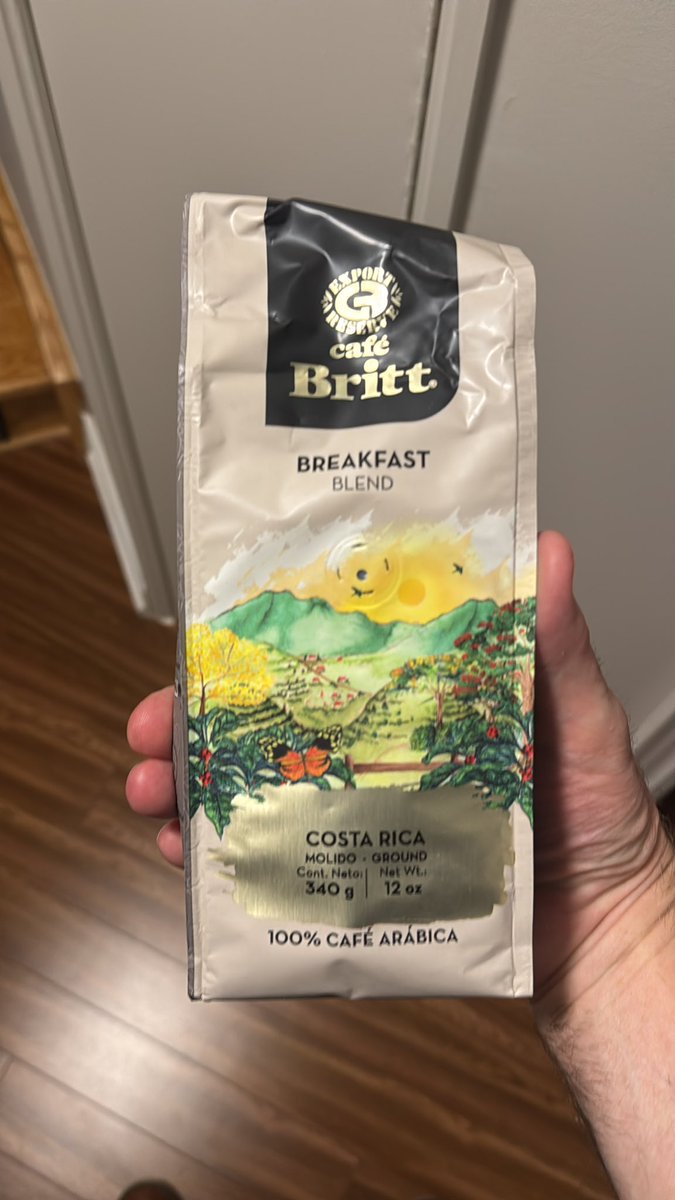 EXPORT
RESERVE
café
Britt®
BREAKFAST
BLEND
COSTA RICA
MOLIDO - GROUND
Cont. Neto: Net Wt.:
340 g 12 oz
100% CAFÉ ARÁBICA